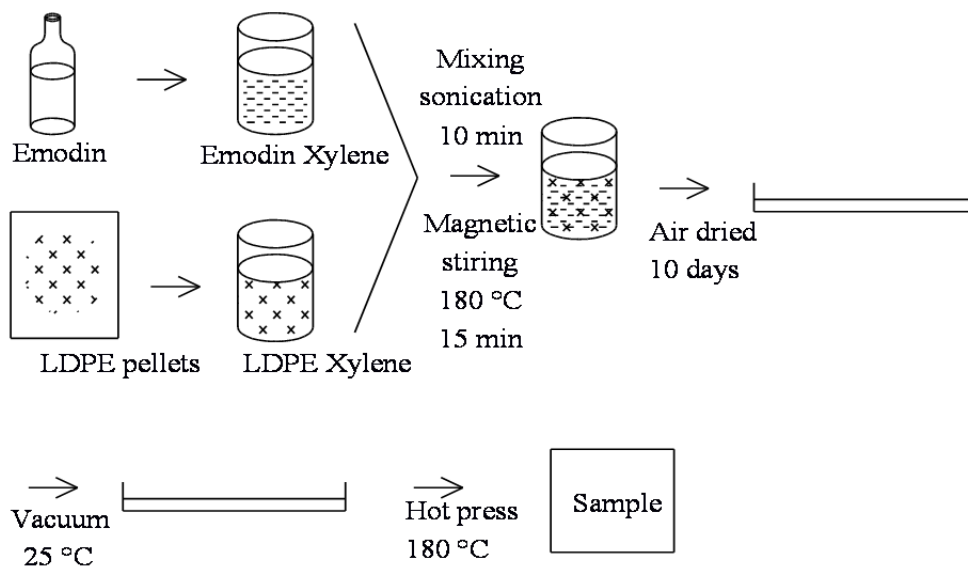 Emodin
Emodin Xylene
LDPE pellets
LDPE Xylene
Mixing
sonication
10 min
Magnetic
stiring
180 °C
15 min
Air dried
10 days
Vacuum
25 °C
Hot press
180 °C
Sample